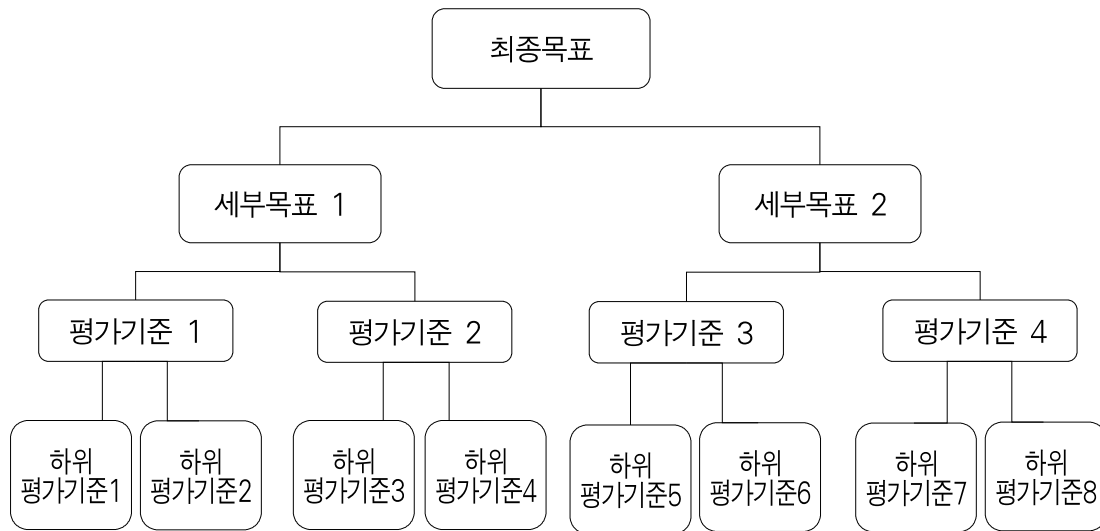 최종목표
세부목표 1
세부목표 2
평가기준 1
평가기준 2
평가기준 3
평가기준 4
하위
평가기준1
하위
평가기준2
하위
평가기준3
하위
평가기준4
하위
평가기준5
하위
평가기준6
하위
평가기준7
하위
평가기준8